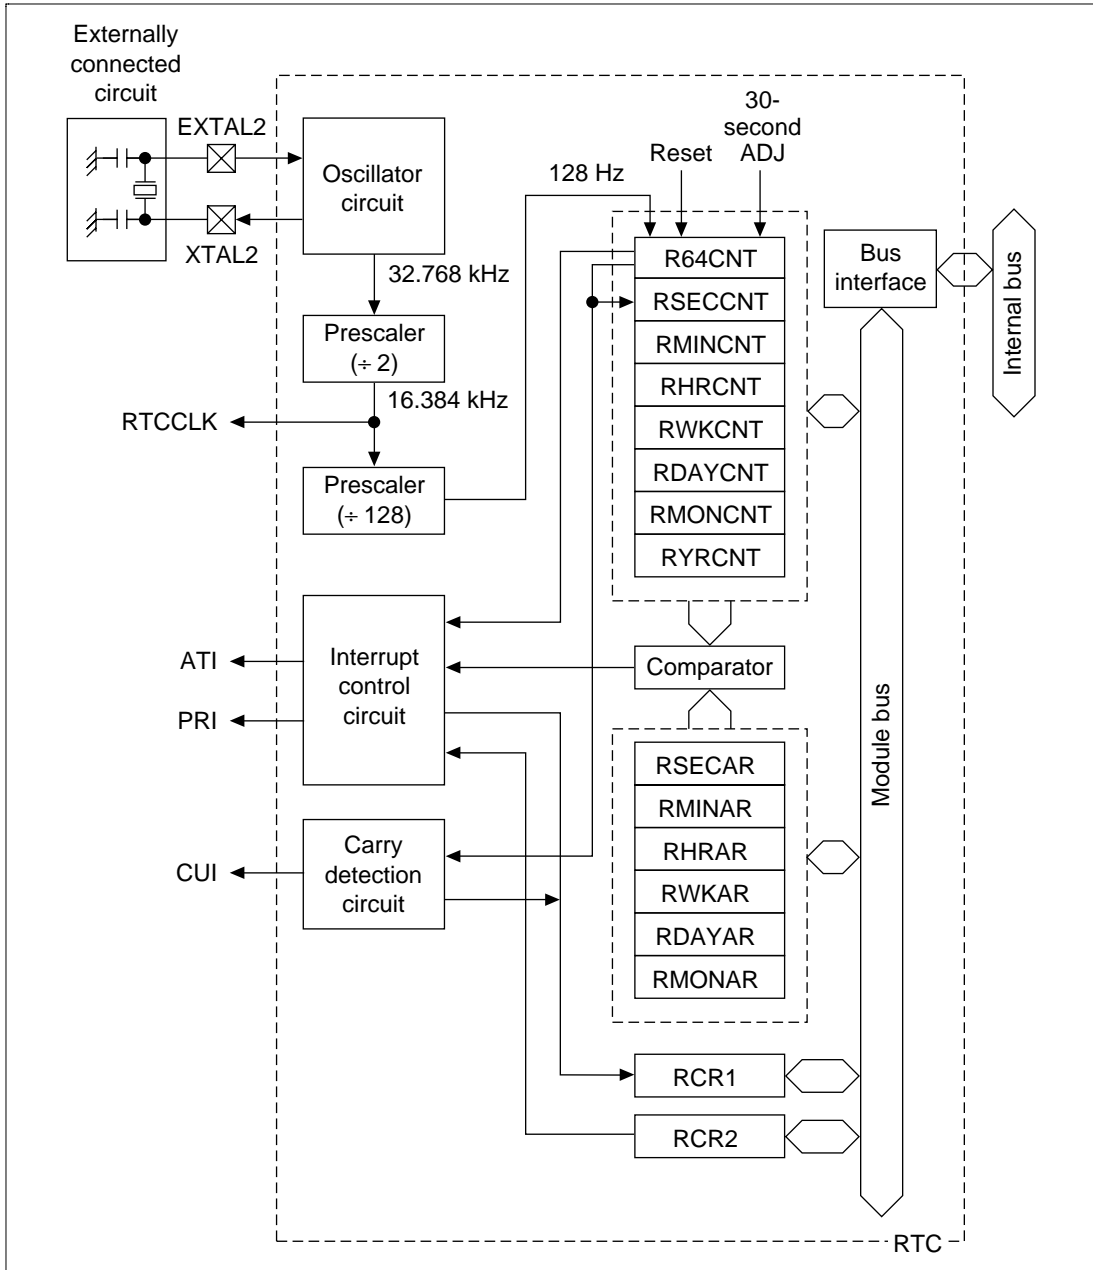 Externally
connected
circuit
EXTAL2
XTAL2
Oscillator
circuit
32.768 kHz
Prescaler
(÷ 2)
16.384 kHz
RTCCLK
Prescaler
(÷ 128)
128 Hz
Reset
30-
second
ADJ
R64CNT
RSECCNT
RMINCNT
RHRCNT
RWKCNT
RDAYCNT
RMONCNT
RYRCNT
Bus
interface
Internal bus
Module bus
ATI
PRI
Interrupt
control
circuit
Comparator
RSECAR
RMINAR
RHRAR
RWKAR
RDAYAR
RMONAR
CUI
Carry
detection
circuit
RCR1
RCR2
RTC